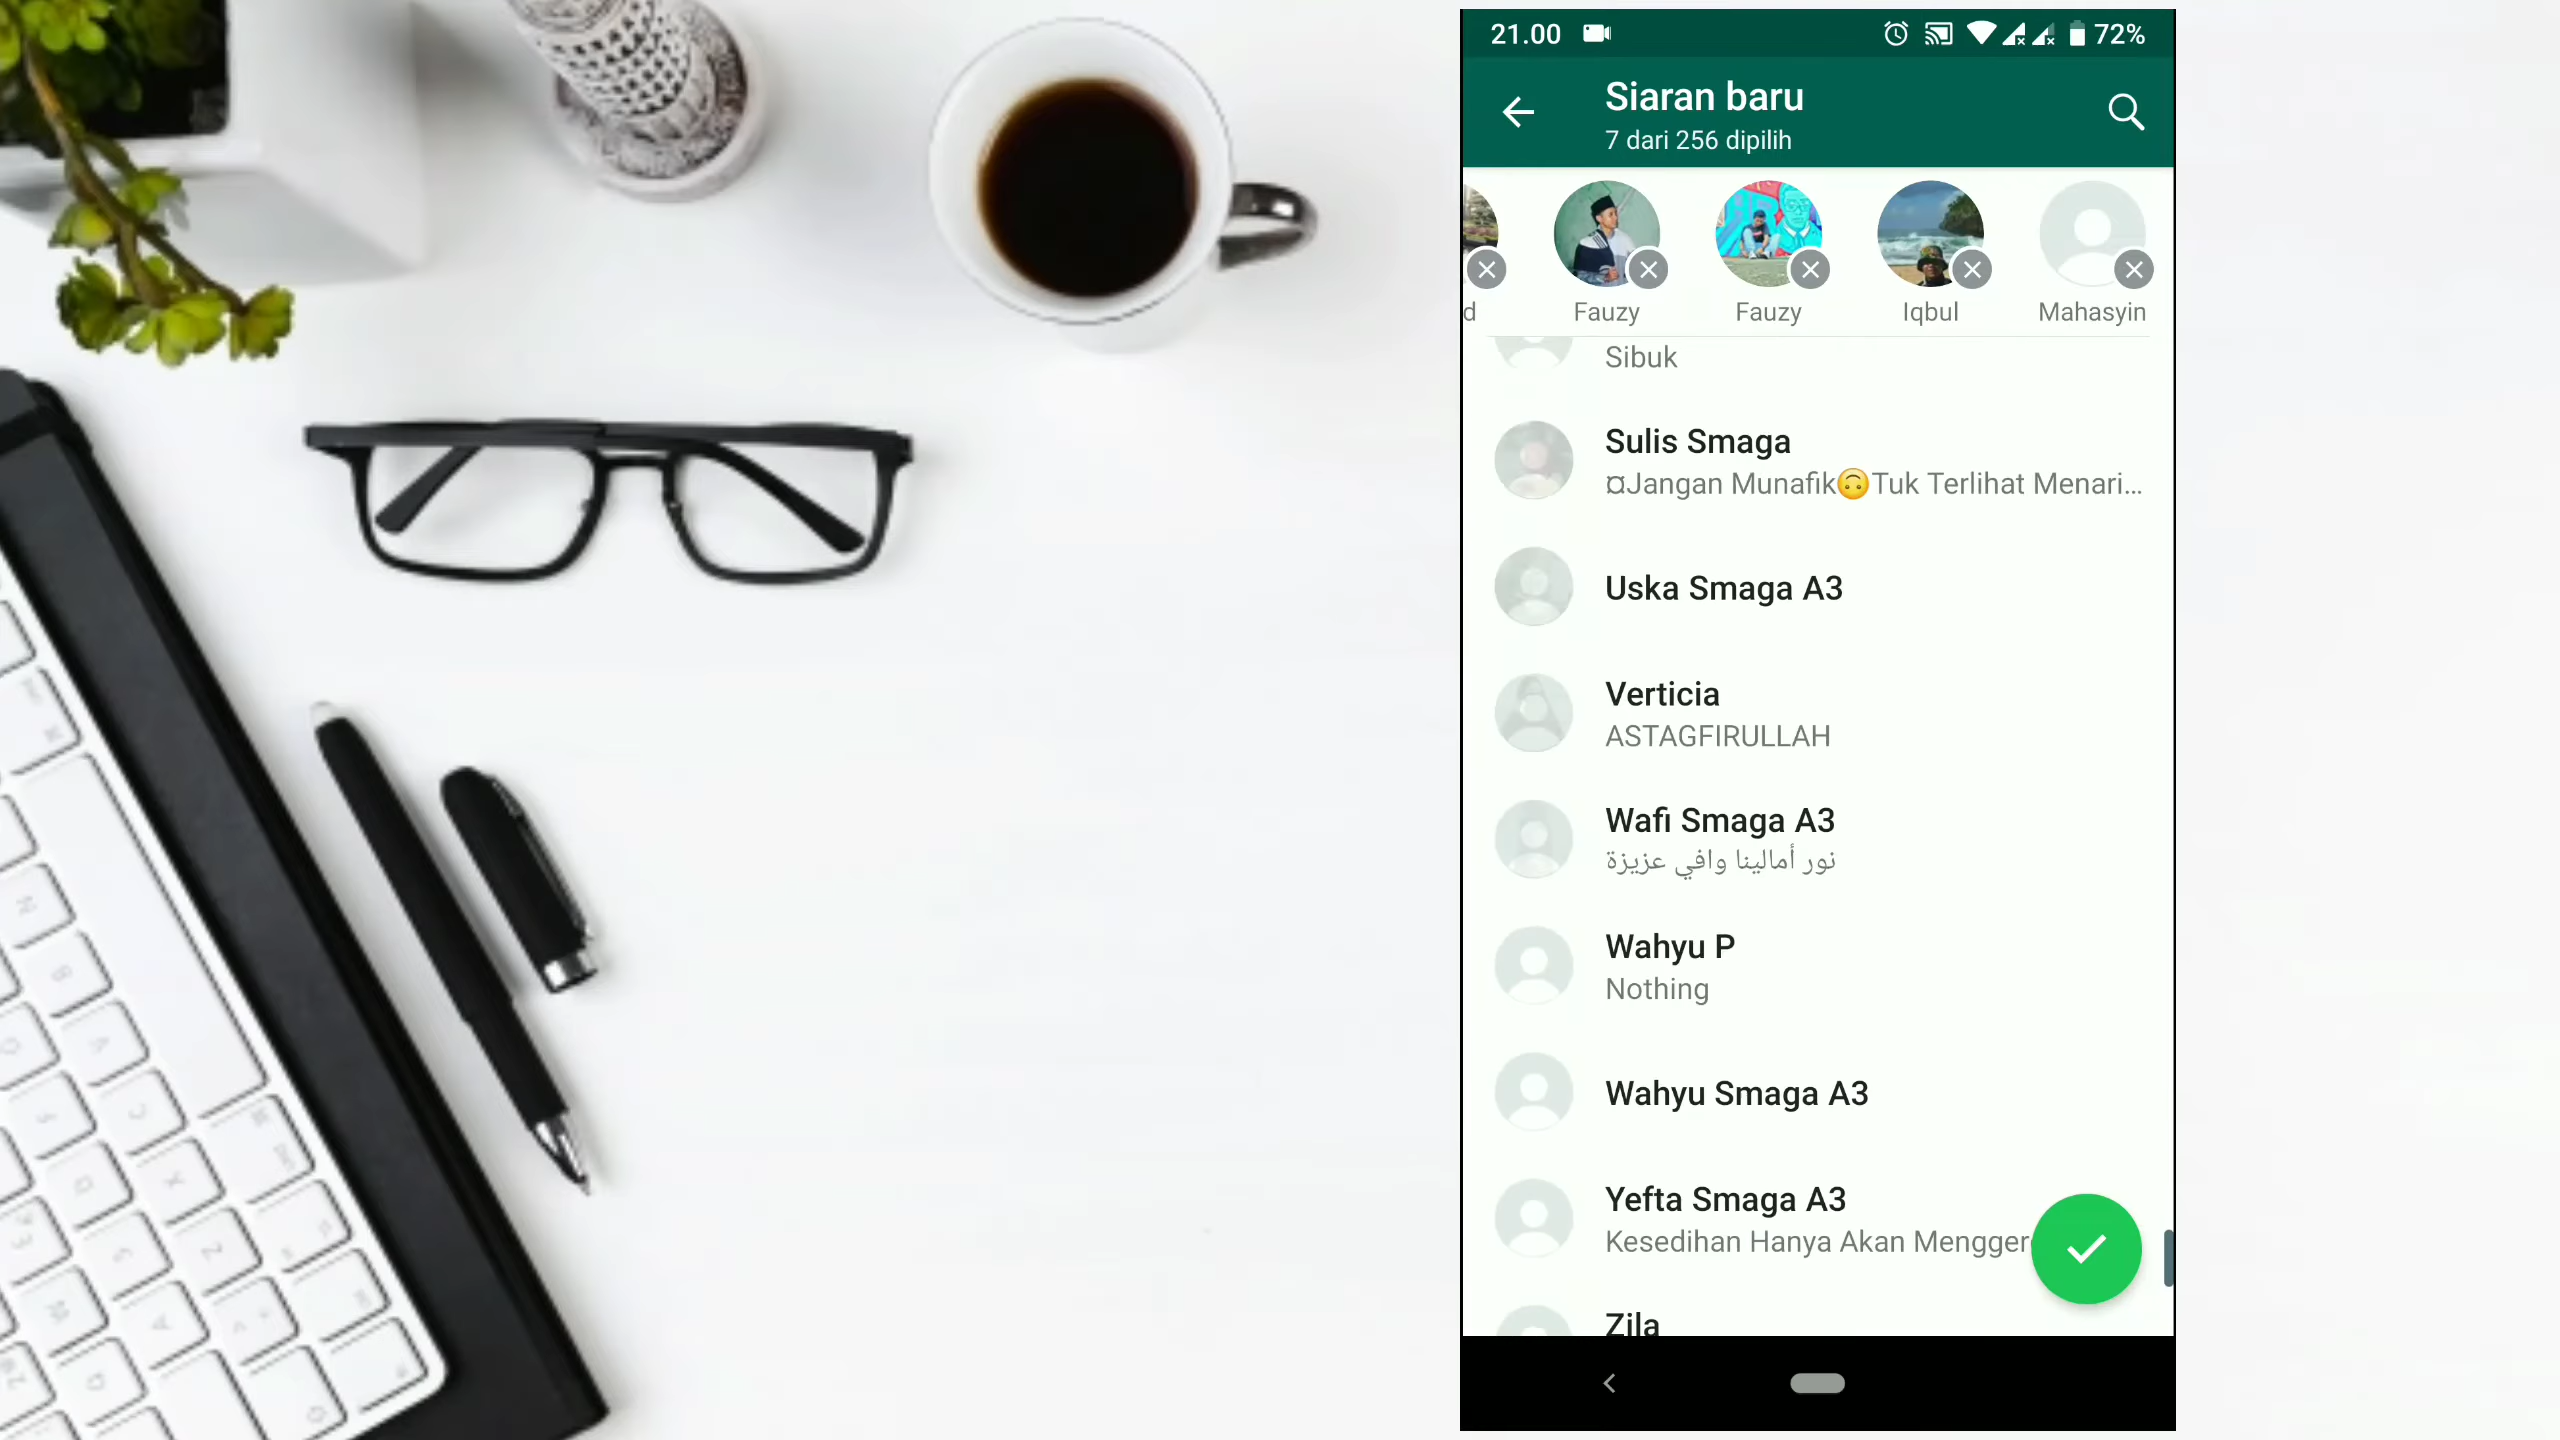 21.00
72%
Siaran baru
7 dari 256 dipilih
d
Fauzy
Fauzy
Iqbul
Mahasyin
Sibuk
Sulis Smaga
¤Jangan Munafik🙃Tuk Terlihat Menari...
Uska Smaga A3
Verticia
ASTAGFIRULLAH
Wafi Smaga A3
نور أمالينا وافي عزيزة
Wahyu P
Nothing
Wahyu Smaga A3
Yefta Smaga A3
Kesedihan Hanya Akan Mengger
Zila